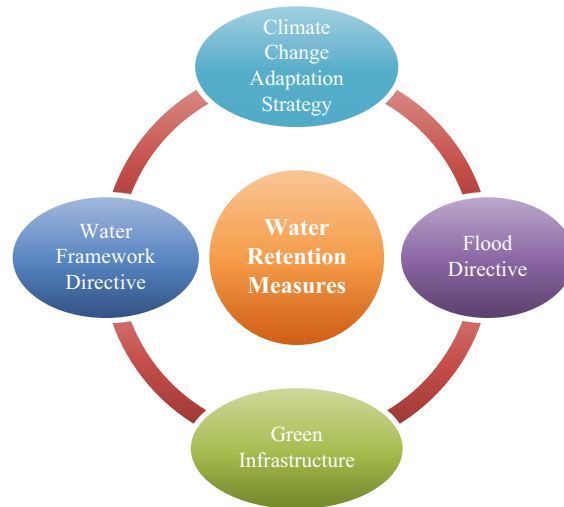 Climate
Change
Adaptation
Strategy
Water
Framework
Directive
Water
Retention
Measures
Flood
Directive
Green
Infrastructure